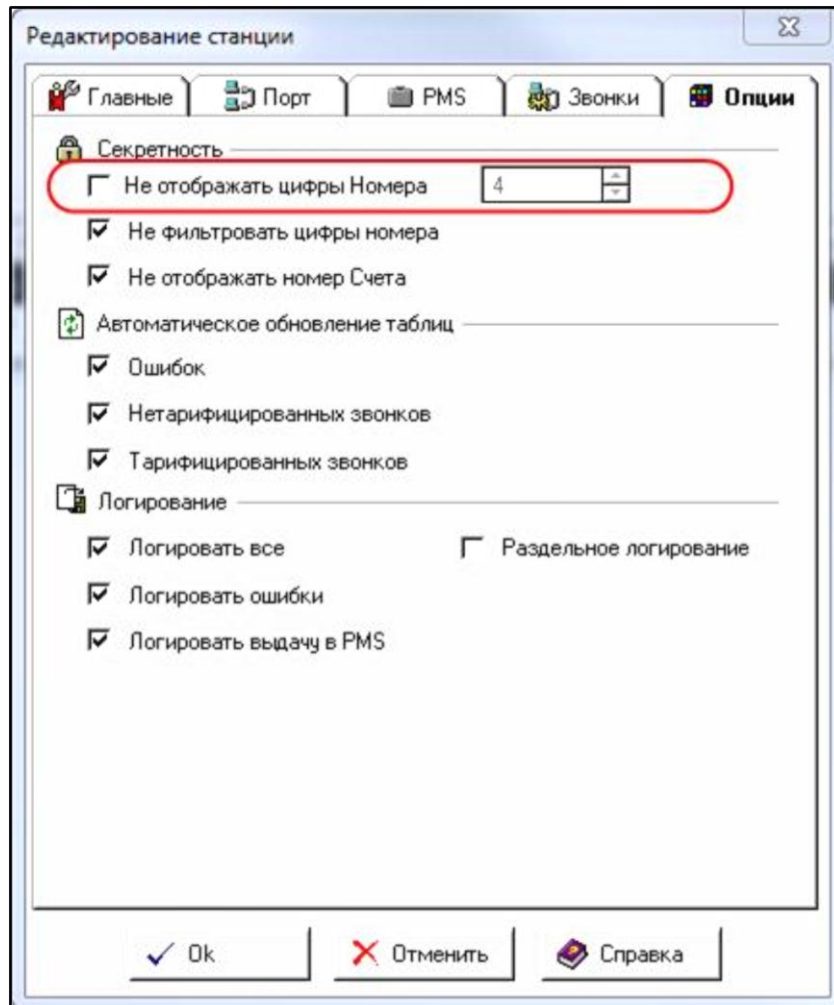 Редактирование станции
Главные Порт PMS Звонки Опции
Секретность
Не отображать цифры Номера 4
Не фильтровать цифры номера
Не отображать номер Счета
Автоматическое обновление таблиц
Ошибок
Нетарифицированных звонков
Тарифицированных звонков
Логирование
Логировать все Раздельное логирование
Логировать ошибки
Логировать выдачу в PMS
Ok Отменить Справка